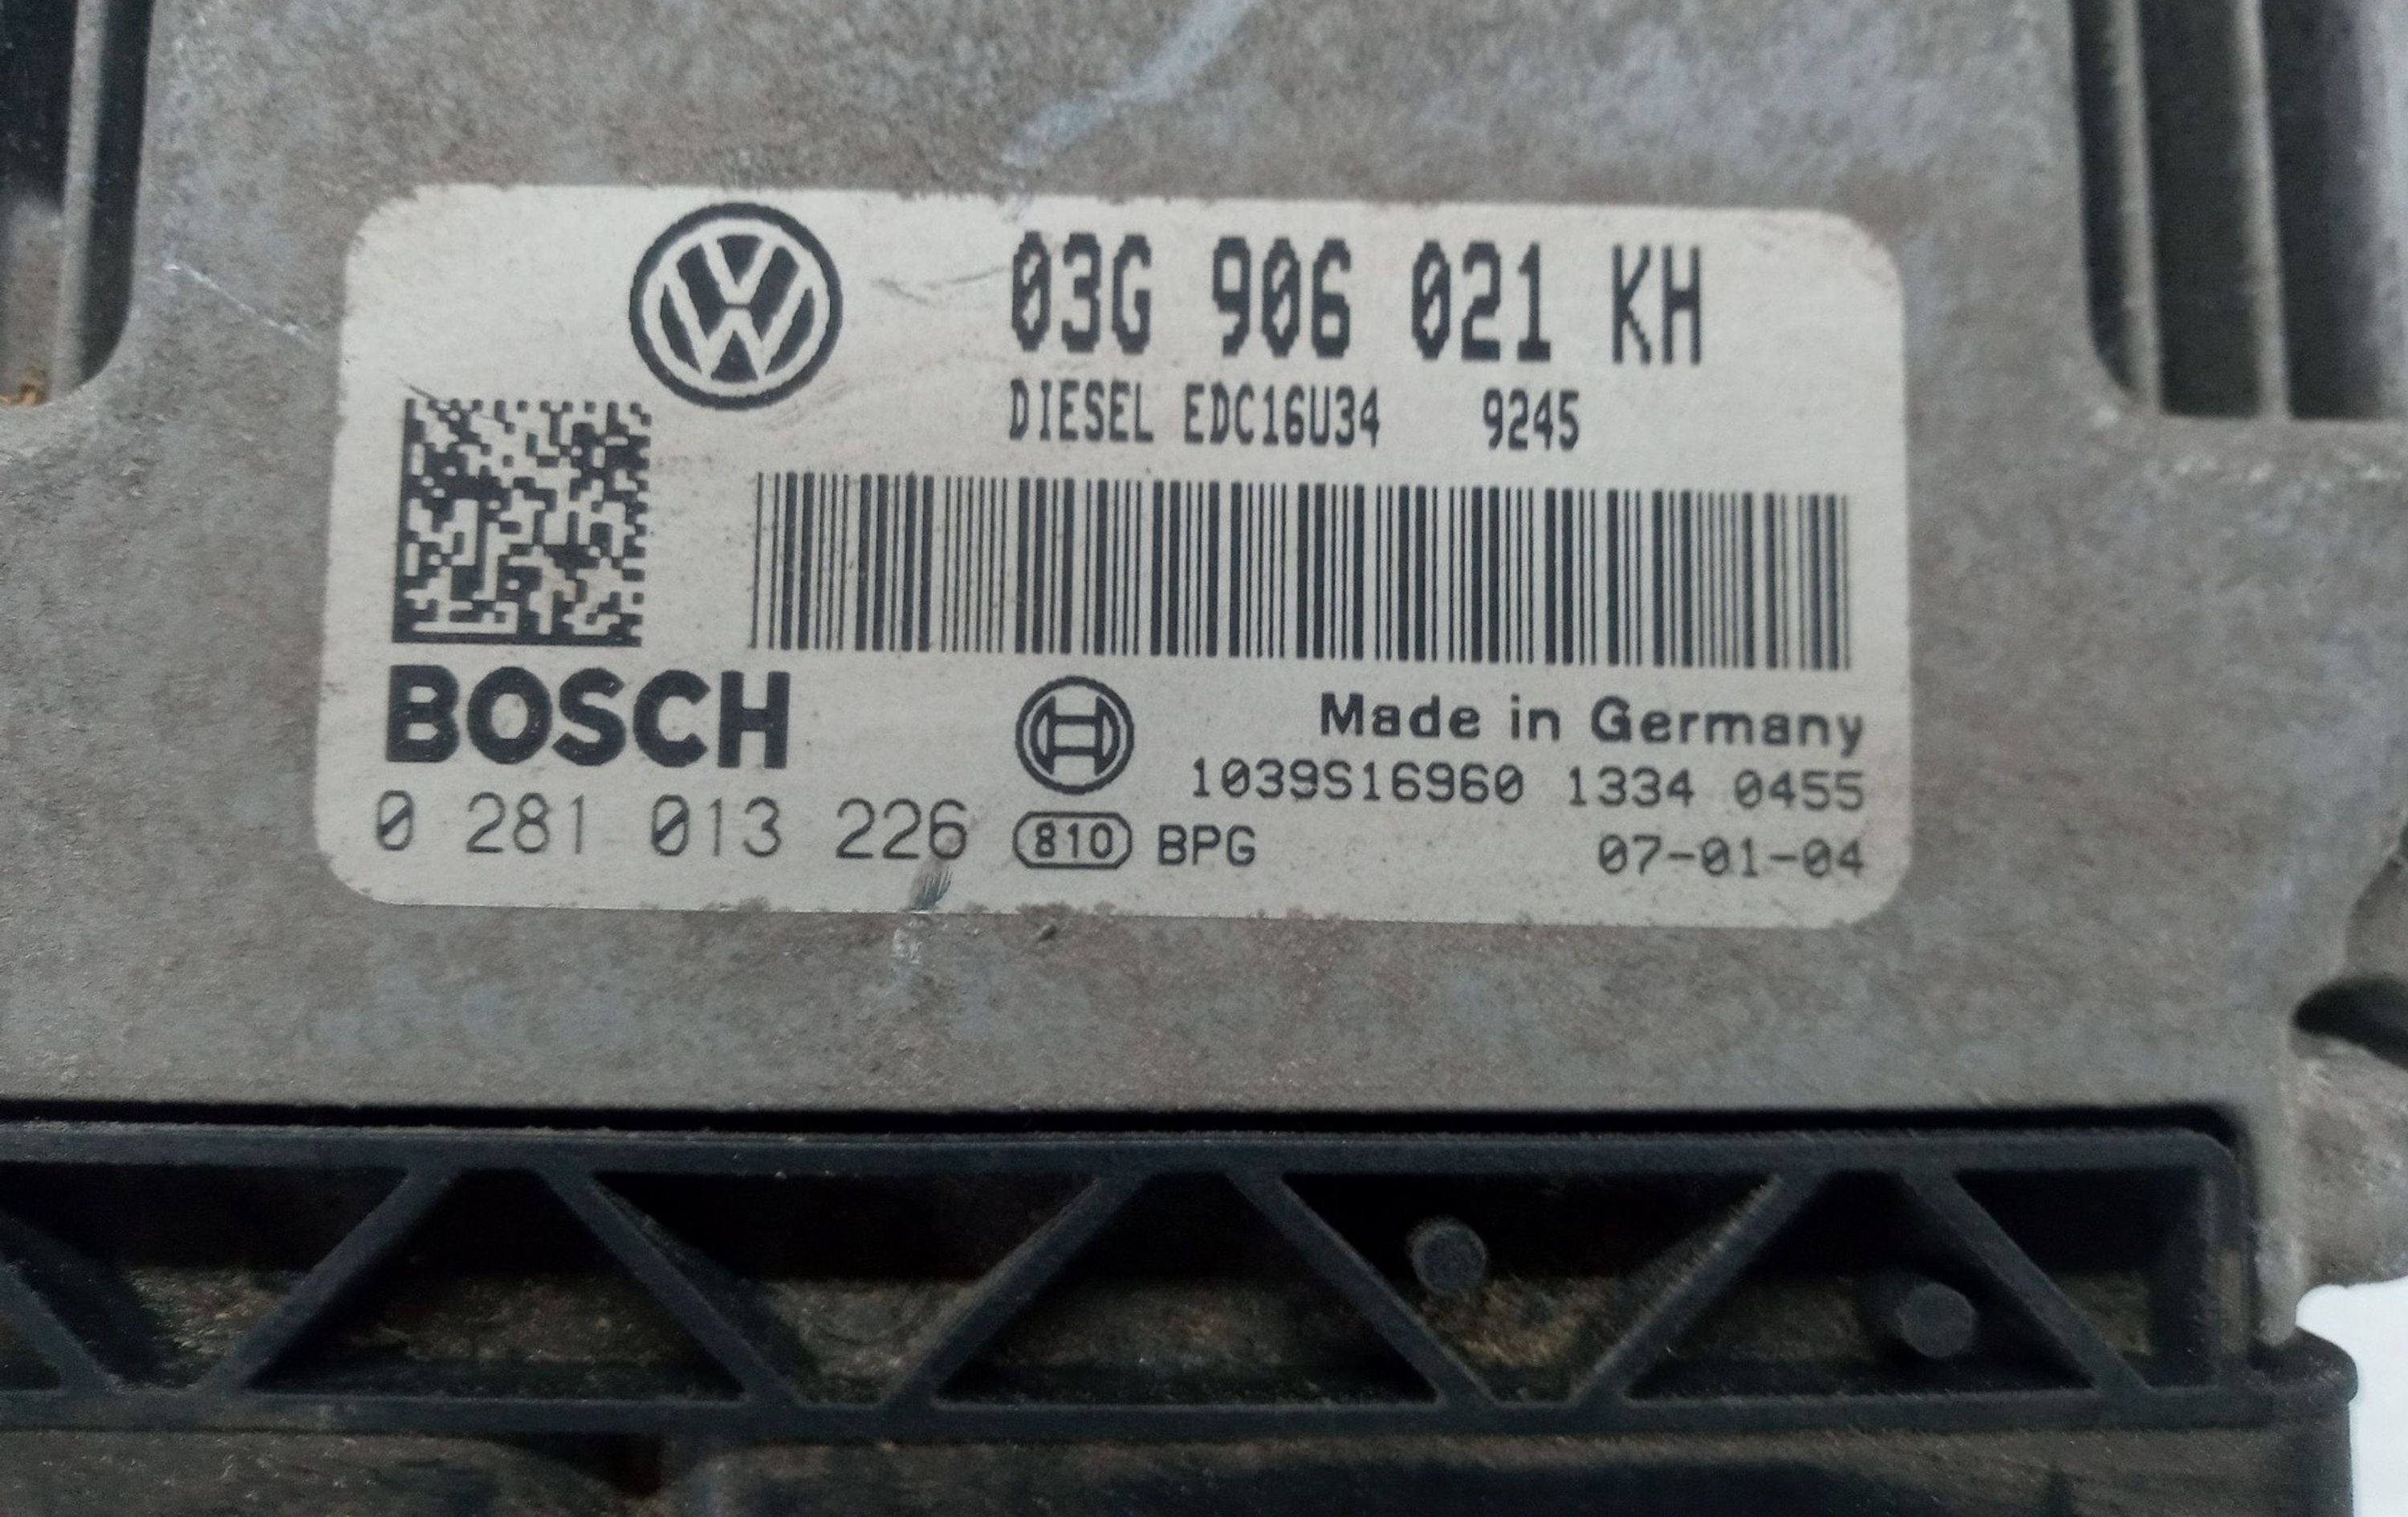 03G 906 021 KH
DIESEL EDC16U34 9245
BOSCH
Made in Germany
1039S16960 1334 0455
0 281 013 226
810 BPG
07-01-04